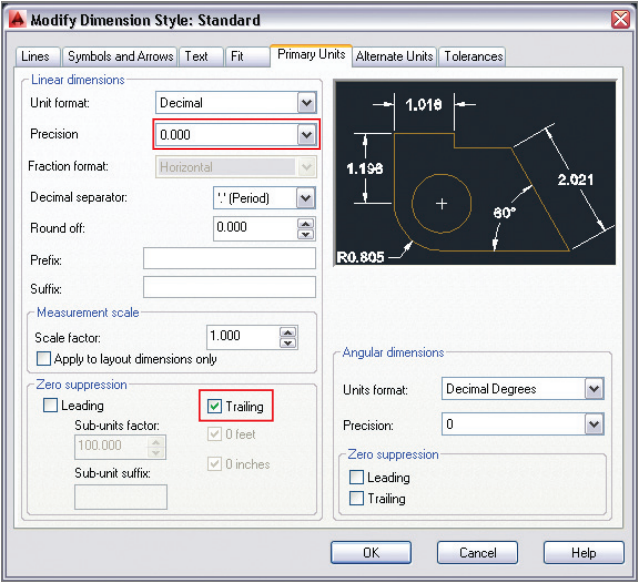 Modify Dimension Style: Standard
Lines Symbols and Arrows Text Fit Primary Units Alternate Units Tolerances
Linear dimensions
Unit format: Decimal
Precision 0.000
Fraction format: Horizontal
Decimal separator: '.' (Period)
Round off: 0.000
Prefix:
Suffix:
Measurement scale
Scale factor: 1.000
Apply to layout dimensions only
Zero suppression
Leading
Trailing
Sub-units factor:
0 feet
100.000
0 inches
Sub-unit suffix:
1.016
1.196
2.021
60°
R0.805
Angular dimensions
Units format: Decimal Degrees
Precision: 0
Zero suppression
Leading
Trailing
OK Cancel Help